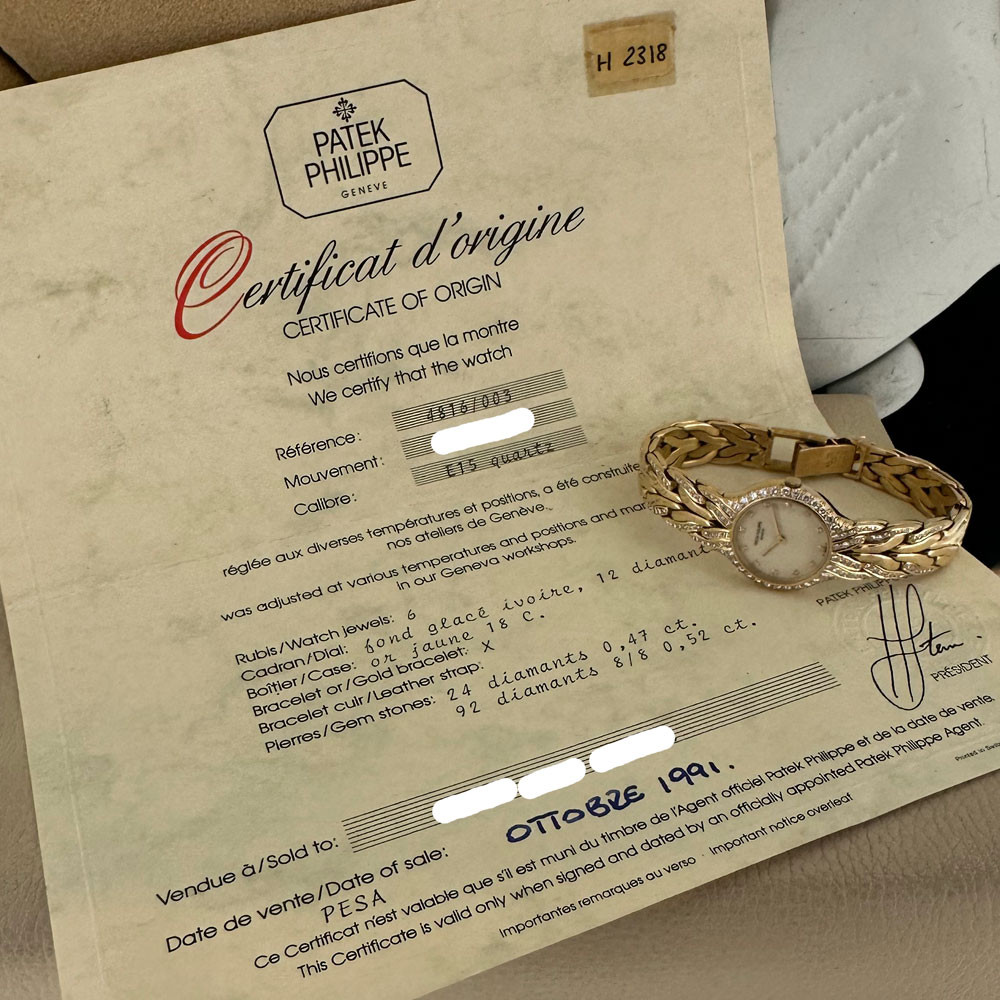 H 2318
PATEK
PHILIPPE
GENEVE
Certificat d'origine
CERTIFICATE OF ORIGIN
Nous certifions que la montre
We certify that the watch
Référence: 4816/003
Mouvement:
Calibre: E15 quartz
réglée aux diverses températures et positions, a été construite
nos ateliers de Genève.
was adjusted at various temperatures and positions and
in our Geneva workshops.
Rubis/Watch jewels: 6
Cadran/Dial: fond glacé ivoire, 12
Boîtier/Case: or jaune 18 C.
Bracelet or/Gold bracelet: X
Bracelet cuir/Leather strap:
Pierres/Gem stones: 24 diamants 0,47 ct.
92 diamants 8/8 0,52 ct.
PATEK
PRÉSIDENT
Vendue à/Sold to:
Date de vente/Date of sale: OTTOBRE 1991.
PESA
Ce Certificat n'est valable que s'il est muni du timbre de l'Agent officiel Patek Philippe et de la date de vente.
This Certificate is valid only when signed and dated by an officially appointed Patek Philippe Agent.
Importantes remarques au verso · Important notice overleaf
Printed in